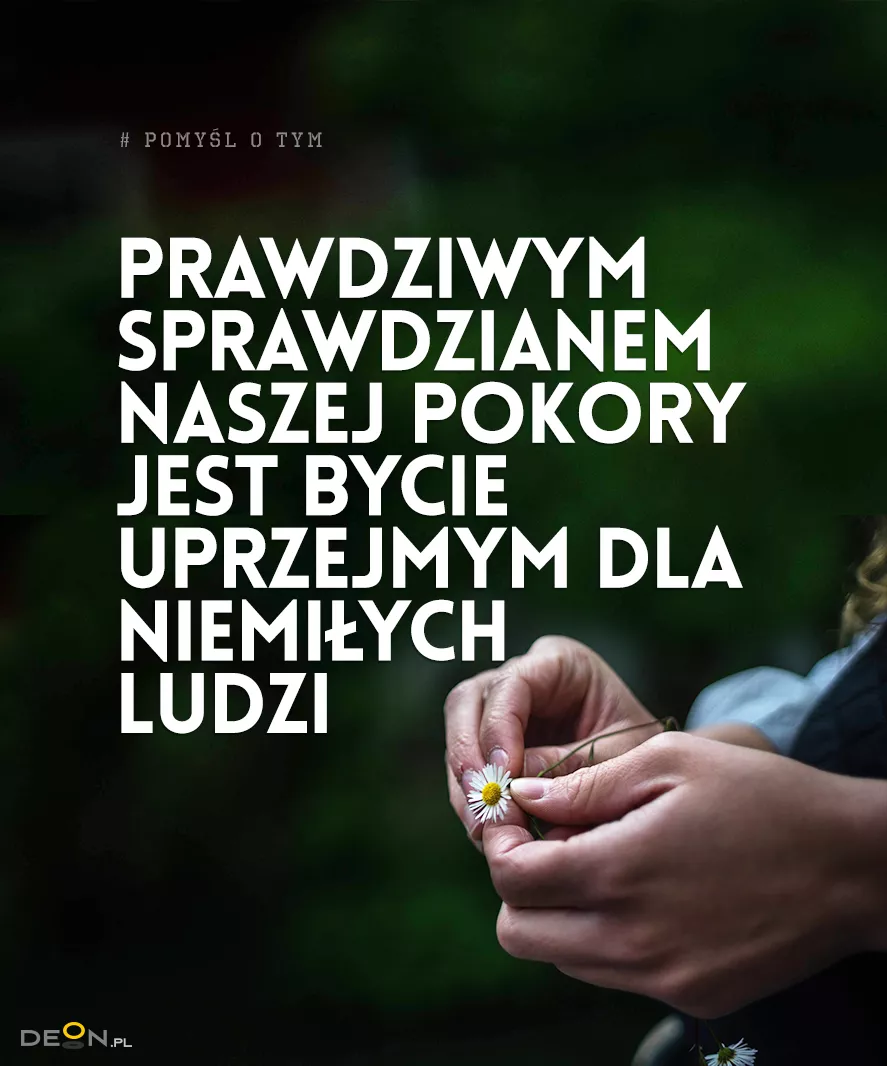 # POMYŚL O TYM
PRAWDZIWYM
SPRAWDZIANEM
NASZEJ POKORY
JEST BYCIE
UPRZEJMYM DLA
NIEMIŁYCH
LUDZI
DEON.PL